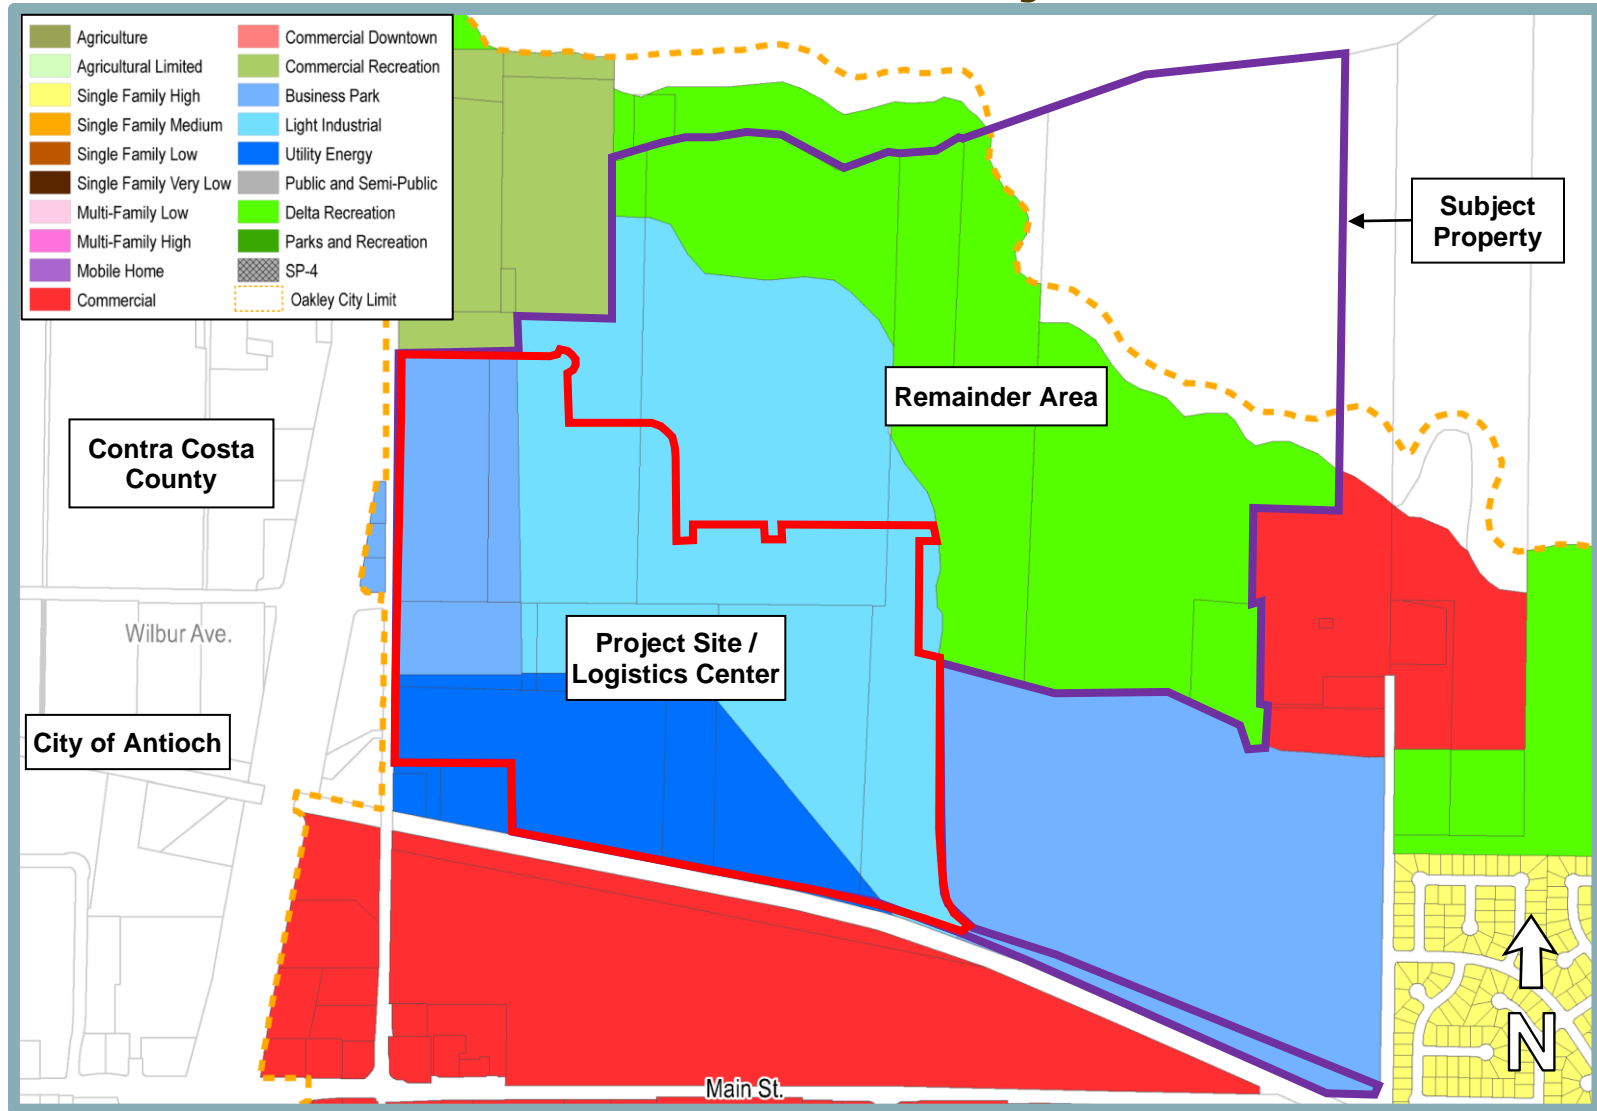 Agriculture
Agricultural Limited
Single Family High
Single Family Medium
Single Family Low
Single Family Very Low
Multi-Family Low
Multi-Family High
Mobile Home
Commercial
Commercial Downtown
Commercial Recreation
Business Park
Light Industrial
Utility Energy
Public and Semi-Public
Delta Recreation
Parks and Recreation
SP-4
Oakley City Limit
Subject
Property
Remainder Area
Contra Costa
County
Wilbur Ave.
Project Site /
Logistics Center
City of Antioch
N
Main St.